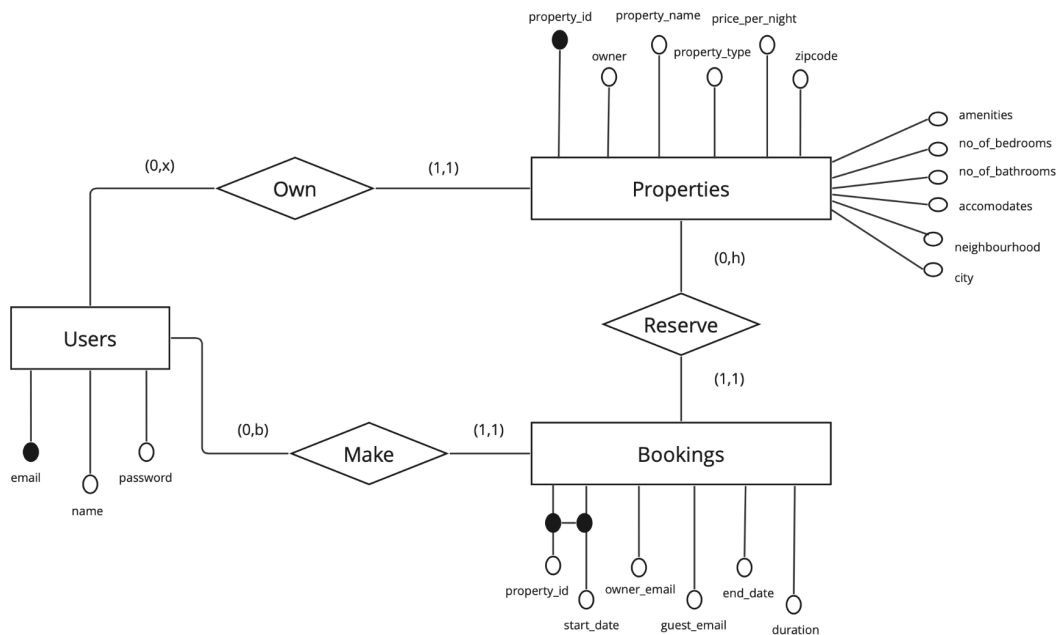 property_id
property_name
price_per_night
owner
property_type
zipcode
amenities
no_of_bedrooms
no_of_bathrooms
accomodates
neighbourhood
city
(0,x)
Own
(1,1)
Properties
(0,h)
Reserve
(1,1)
Users
email
name
password
(0,b)
Make
(1,1)
Bookings
property_id
start_date
owner_email
guest_email
end_date
duration